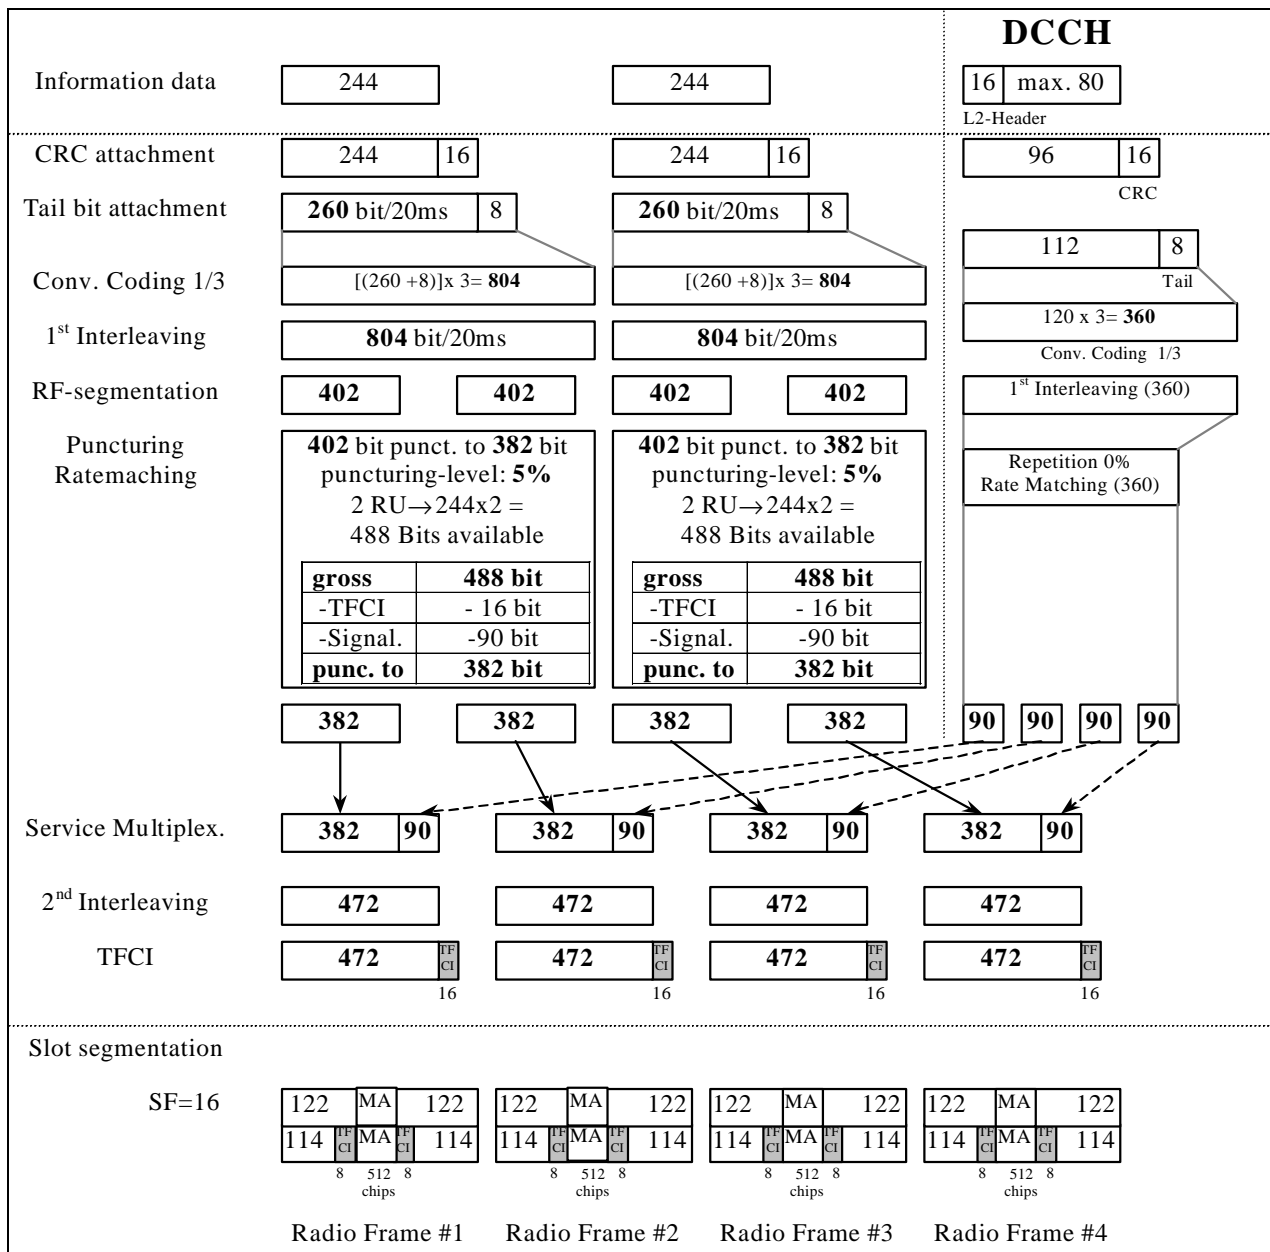 DCCH
Information data 244 244 16 max. 80
L2-Header
CRC attachment 244 16 244 16 96 16
CRC
Tail bit attachment 260 bit/20ms 8 260 bit/20ms 8
112 8
Tail
Conv. Coding 1/3 [(260 +8)]x 3= 804 [(260 +8)]x 3= 804
120 x 3= 360
Conv. Coding 1/3
1st Interleaving 804 bit/20ms 804 bit/20ms
RF-segmentation 402 402 402 402 1st Interleaving (360)
Puncturing
Ratemaching
402 bit punct. to 382 bit
puncturing-level: 5%
2 RU→244x2 =
488 Bits available
gross 488 bit
-TFCI - 16 bit
-Signal. -90 bit
punc. to 382 bit
402 bit punct. to 382 bit
puncturing-level: 5%
2 RU→244x2 =
488 Bits available
gross 488 bit
-TFCI - 16 bit
-Signal. -90 bit
punc. to 382 bit
Repetition 0%
Rate Matching (360)
382 382 382 382 90 90 90 90
Service Multiplex. 382 90 382 90 382 90 382 90
2nd Interleaving 472 472 472 472
TFCI 472 TF CI 472 TF CI 472 TF CI 472 TF CI
16 16 16 16
Slot segmentation
SF=16 122 MA 122 122 MA 122 122 MA 122 122 MA 122
114 TF CI MA TF CI 114 114 TF CI MA TF CI 114 114 TF CI MA TF CI 114 114 TF CI MA TF CI 114
8 512 8 8 512 8 8 512 8 8 512 8
chips chips chips chips
Radio Frame #1 Radio Frame #2 Radio Frame #3 Radio Frame #4